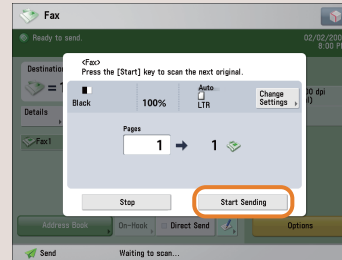 Fax
Ready to send.
02/02/200
8:00 P
Destination
= 1
Details
Fax1
<Fax>
Press the [Start] key to scan the next original.
Black
100%
Auto
LTR
Change
Settings
00 dpi
Pages
1 → 1
Stop
Start Sending
Address Book
On-Hook
Direct Send
Options
Send
Waiting to scan...